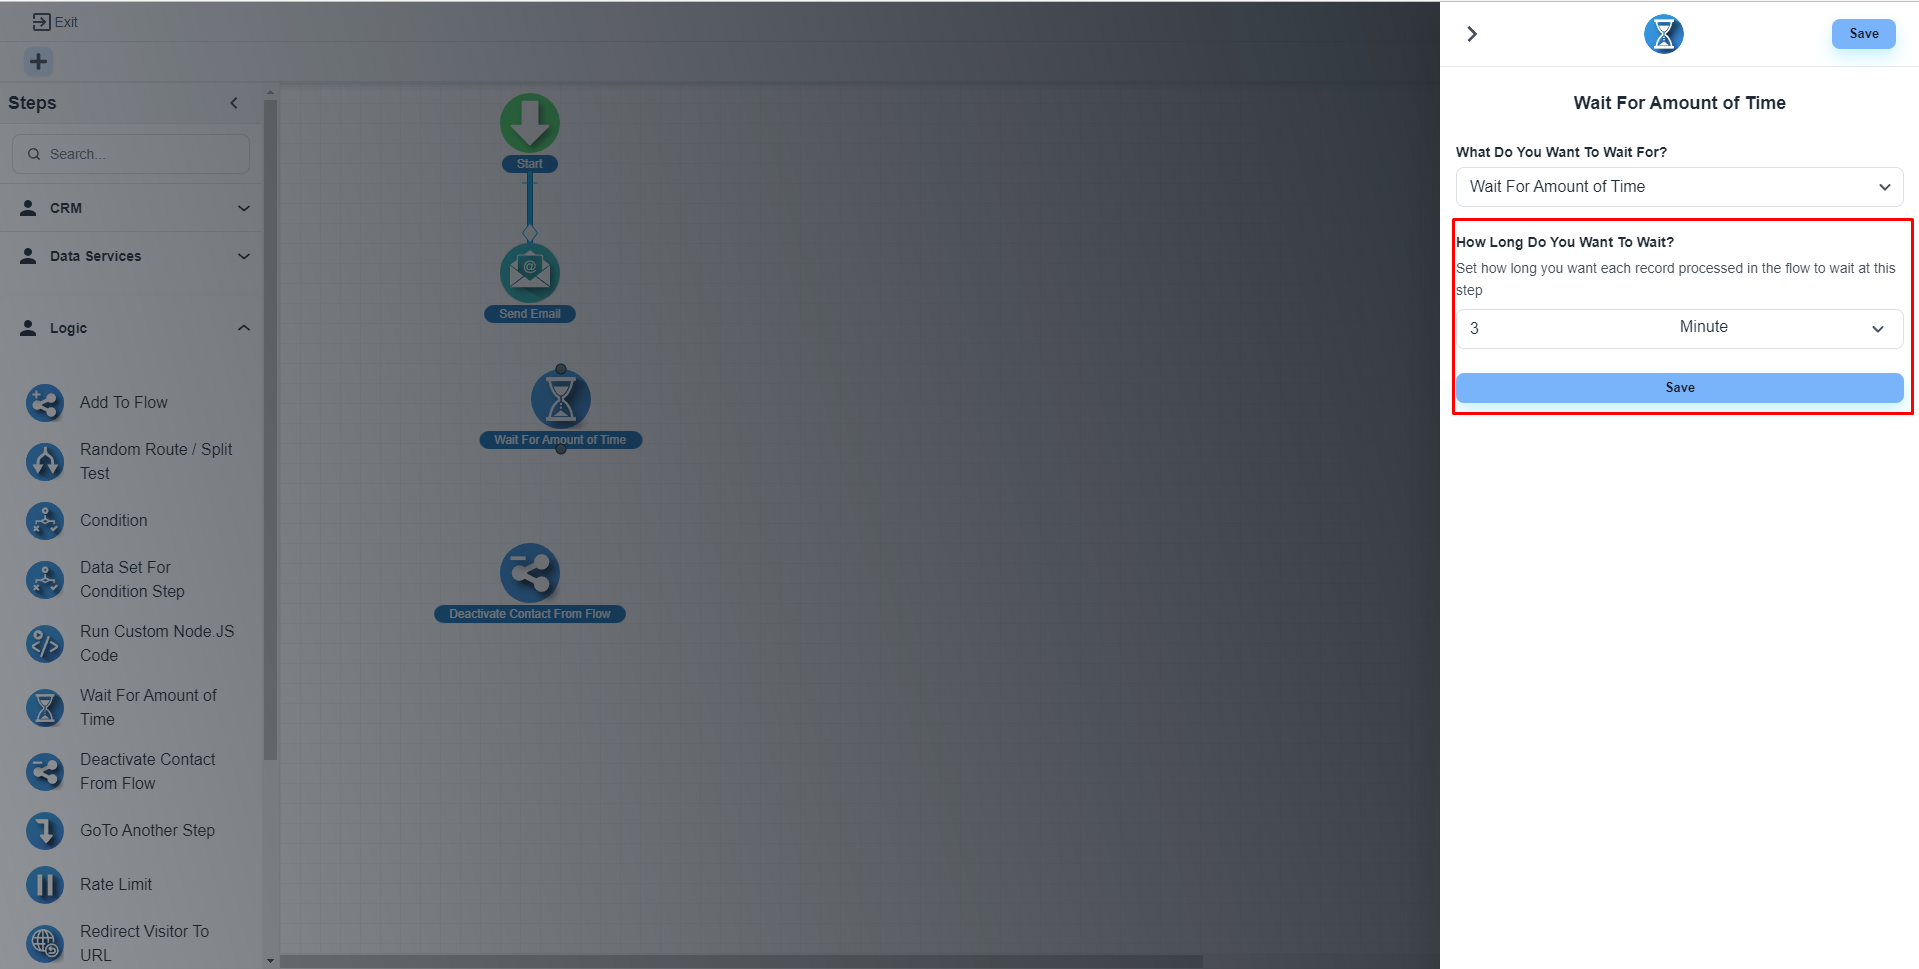 Exit
Steps
Search...
CRM
Data Services
Logic
Add To Flow
Random Route / Split
Test
Condition
Data Set For
Condition Step
Run Custom Node.JS
Code
Wait For Amount of
Time
Deactivate Contact
From Flow
GoTo Another Step
Rate Limit
Redirect Visitor To
URL
Start
@
Send Email
Wait For Amount of Time
Deactivate Contact From Flow
Save
Wait For Amount of Time
What Do You Want To Wait For?
Wait For Amount of Time
How Long Do You Want To Wait?
Set how long you want each record processed in the flow to wait at this
step
3 Minute
Save